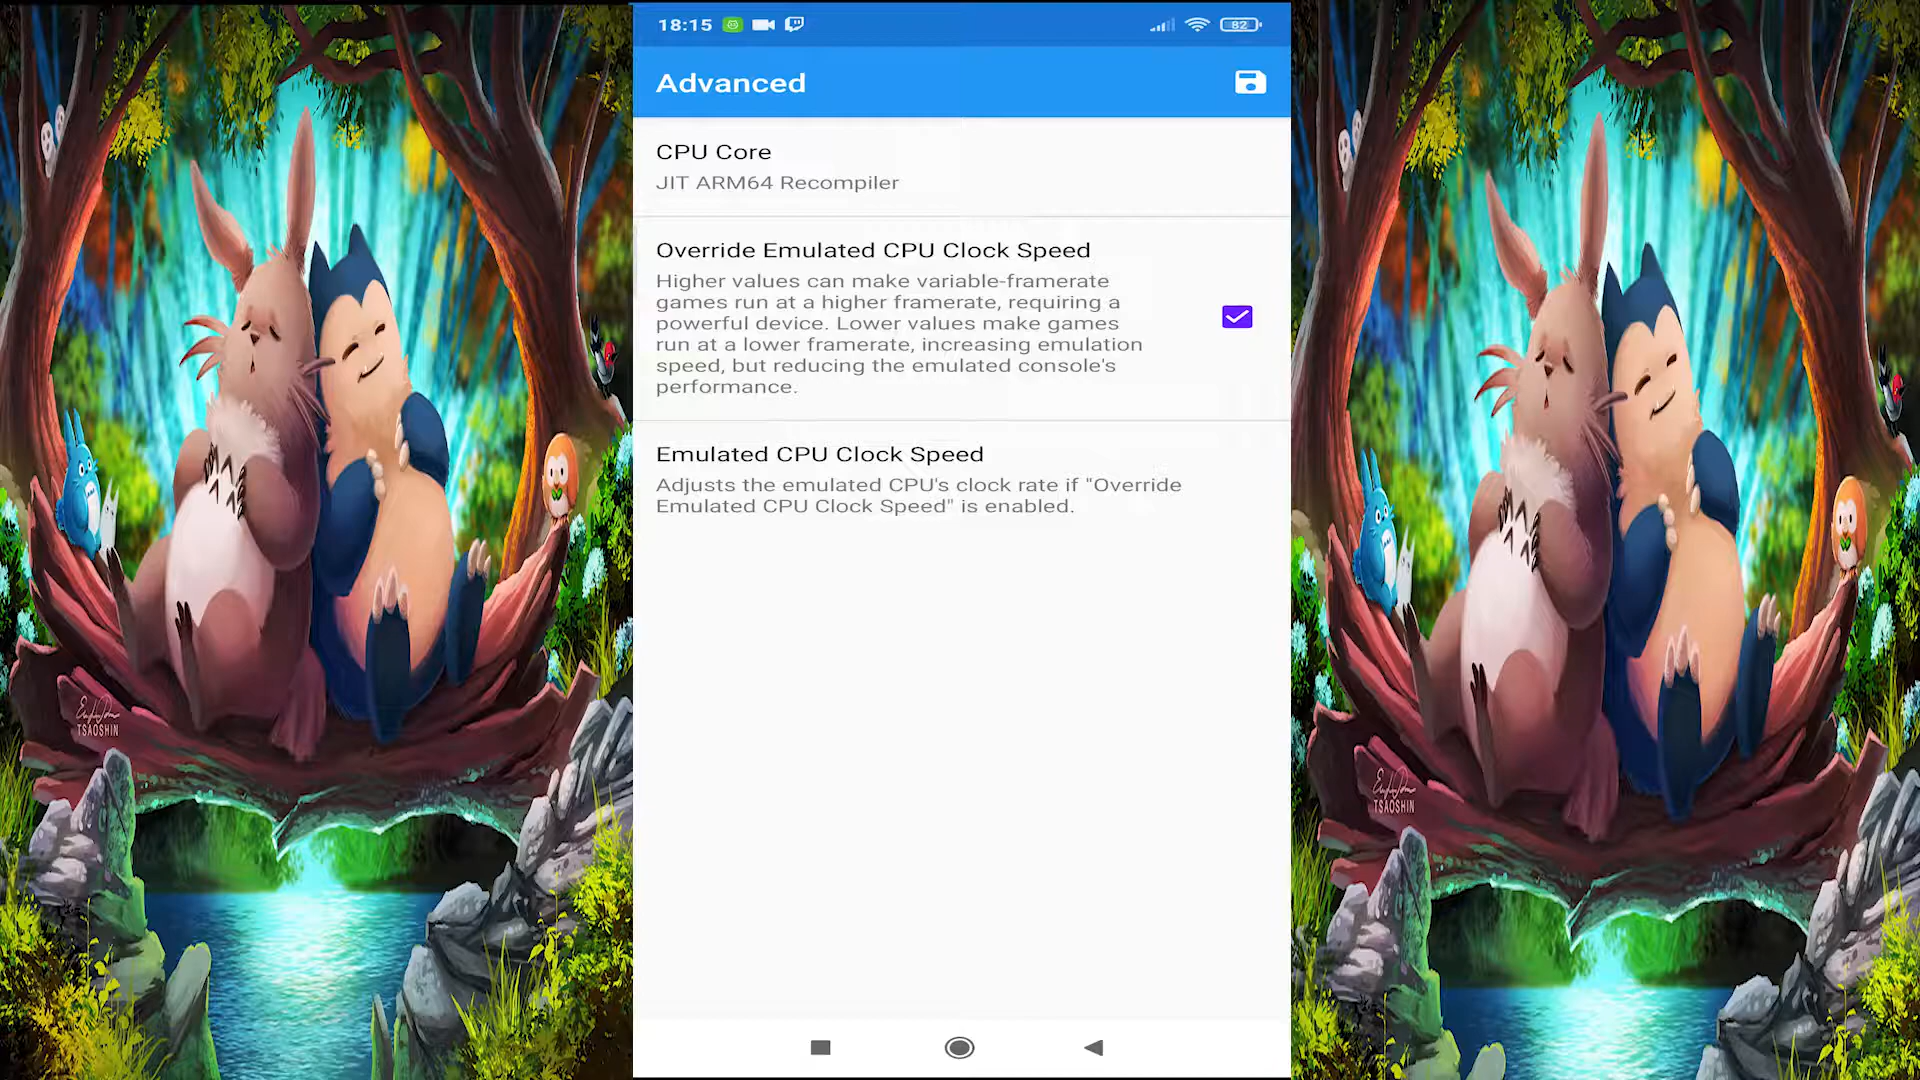 18:15
82
Advanced
CPU Core
JIT ARM64 Recompiler
Override Emulated CPU Clock Speed
Higher values can make variable-framerate
games run at a higher framerate, requiring a
powerful device. Lower values make games
run at a lower framerate, increasing emulation
speed, but reducing the emulated console's
performance.
Emulated CPU Clock Speed
Adjusts the emulated CPU's clock rate if "Override
Emulated CPU Clock Speed" is enabled.
TSAOSHIN
TSAOSHIN